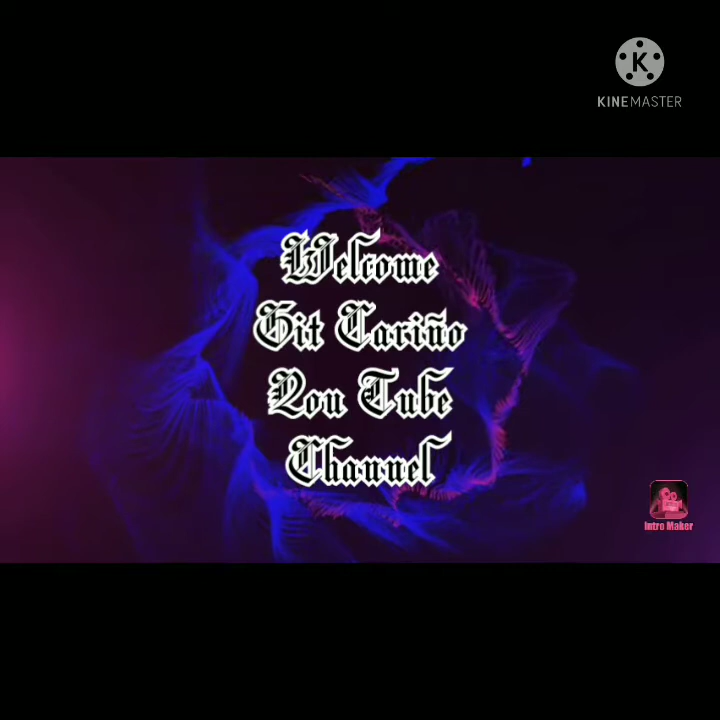 KINEMASTER
Welcome
Git Cariño
You Tube
Channel
Intro Maker